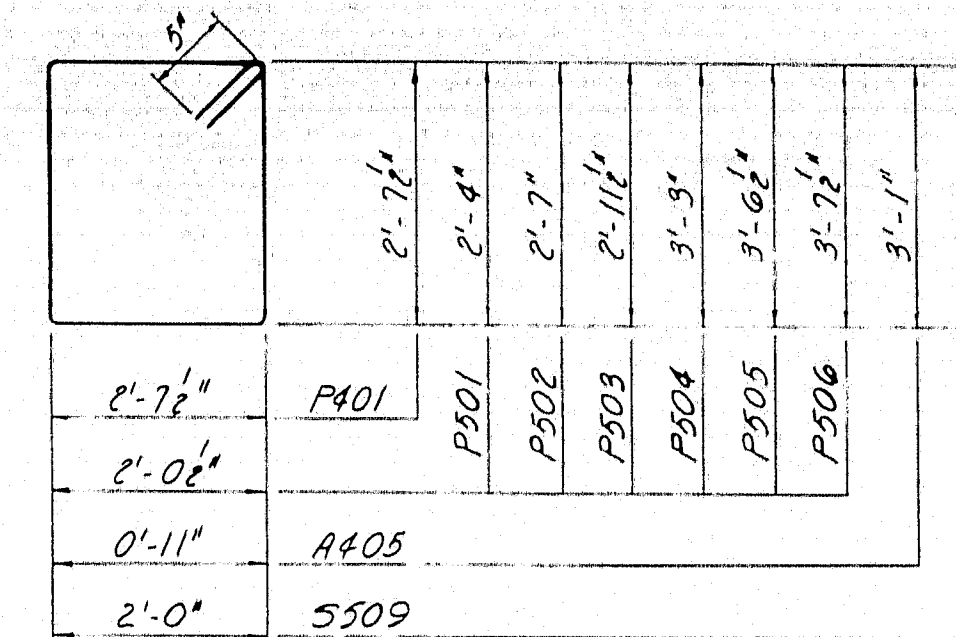 5"
2'-7½"
2'-4"
2'-7"
2'-11½"
3'-3"
3'-6½"
3'-7½"
3'-1"
2'-7½"
P401
P501
P502
P503
P504
P505
P506
2'-0½"
0'-11"
A405
2'-0"
S509